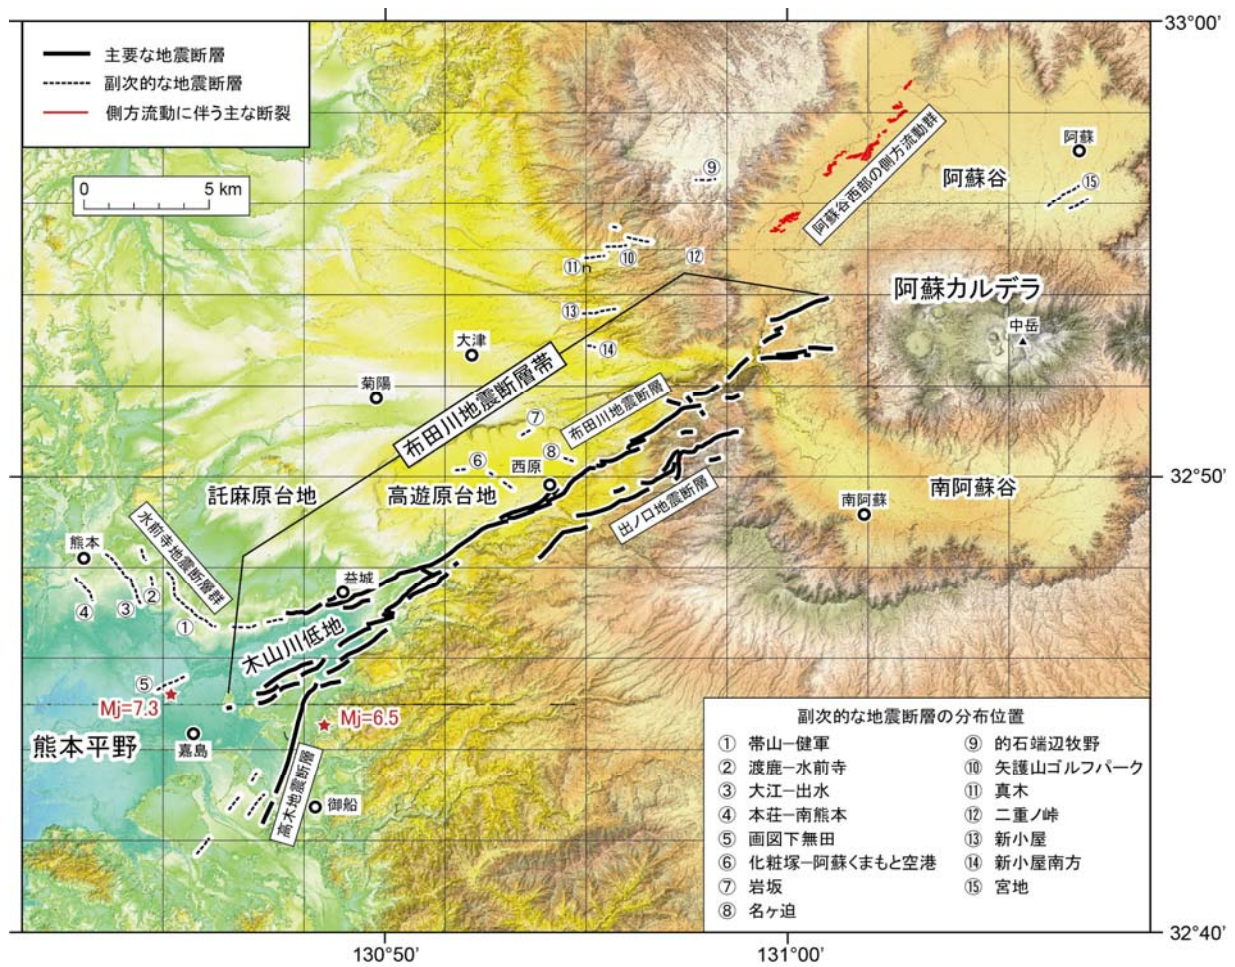 主要な地震断層
副次的な地震断層
側方流動に伴う主な断裂
0 5 km
33°00'
32°50'
32°40'
130°50'
131°00'
阿蘇
⑨
阿蘇谷
⑮
阿蘇谷西部の側方流動群
⑩
⑪n
⑫
阿蘇カルデラ
中岳
⑬
大津
⑭
菊陽
布田川地震断層帯
布田川地震断層
⑦
⑧
⑥
西原
託麻原台地
高遊原台地
南阿蘇谷
南阿蘇
出ノ口地震断層
水前寺地震断層群
熊本
益城
④
③
②
①
木山川低地
⑤
Mj=7.3
Mj=6.5
熊本平野
嘉島
高木地震断層
御船
副次的な地震断層の分布位置
① 帯山−健軍
② 渡鹿−水前寺
③ 大江−出水
④ 本荘−南熊本
⑤ 画図下無田
⑥ 化粧塚−阿蘇くまもと空港
⑦ 岩坂
⑧ 名ヶ迫
⑨ 的石端辺牧野
⑩ 矢護山ゴルフパーク
⑪ 真木
⑫ 二重ノ峠
⑬ 新小屋
⑭ 新小屋南方
⑮ 宮地